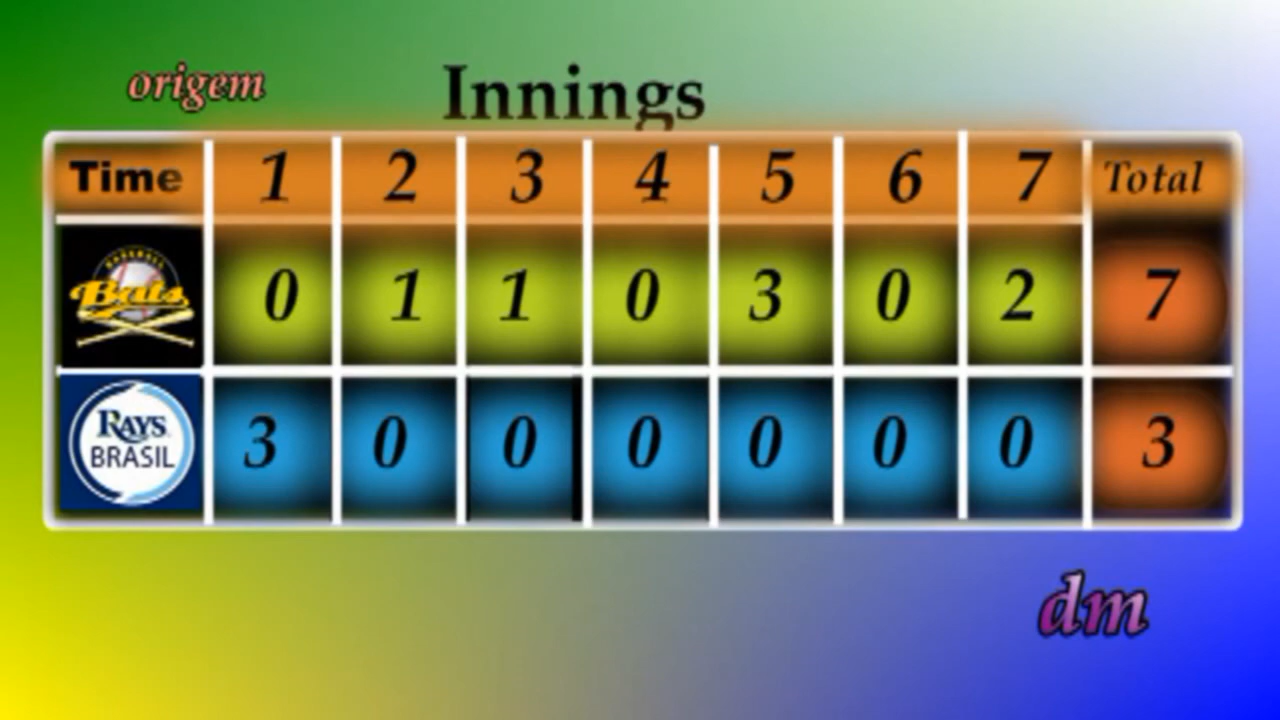 origem
Innings
Time 1 2 3 4 5 6 7 Total
BASEBALL
Bats
0 1 1 0 3 0 2 7
RAYS
BRASIL
3 0 0 0 0 0 0 3
dm